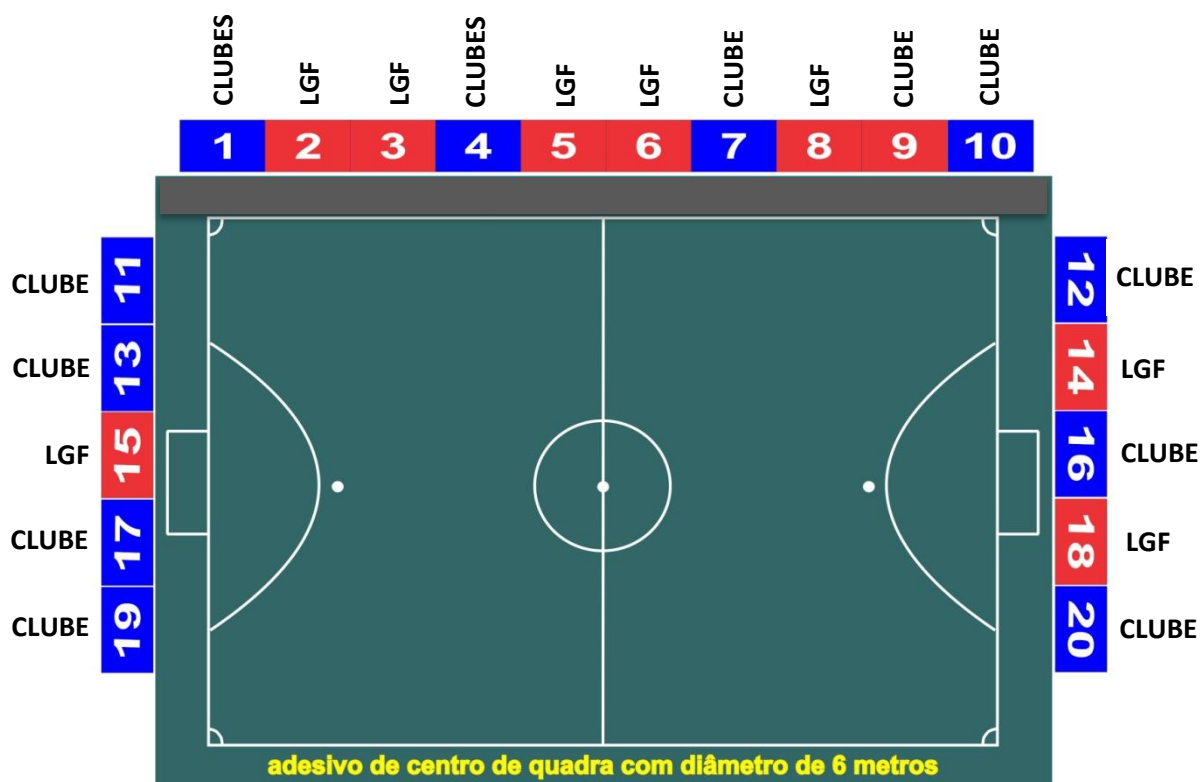 CLUBES LGF LGF CLUBES LGF LGF CLUBE LGF CLUBE CLUBE
1 2 3 4 5 6 7 8 9 10
CLUBE 11 12 CLUBE
CLUBE 13 14 LGF
LGF 15 16 CLUBE
CLUBE 17 18 LGF
CLUBE 19 20 CLUBE
adesivo de centro de quadra com diâmetro de 6 metros